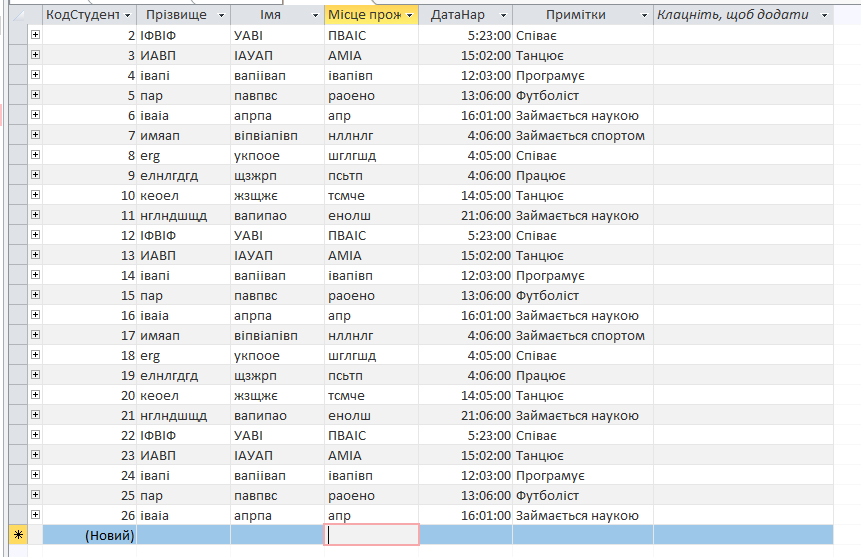 КодСтудент Прізвище Імя Місце прож ДатаНар Примітки Клацніть, щоб додати
2 ІФВІФ УАВІ ПВАІС 5:23:00 Співає
3 ИАВП ІАУАП АМІА 15:02:00 Танцює
4 івапі вапіівап івапівп 12:03:00 Програмує
5 пар павпвс раоено 13:06:00 Футболіст
6 іваіа апрпа апр 16:01:00 Займається наукою
7 имяап віпвіапівп нллнлг 4:06:00 Займається спортом
8 erg укпоое шглгшд 4:05:00 Співає
9 елнлгдгд щзжрп псьтп 4:06:00 Працює
10 кеоел жзщжє тсмче 14:05:00 Танцює
11 нглндшщд вапипао енолш 21:06:00 Займається наукою
12 ІФВІФ УАВІ ПВАІС 5:23:00 Співає
13 ИАВП ІАУАП АМІА 15:02:00 Танцює
14 івапі вапіівап івапівп 12:03:00 Програмує
15 пар павпвс раоено 13:06:00 Футболіст
16 іваіа апрпа апр 16:01:00 Займається наукою
17 имяап віпвіапівп нллнлг 4:06:00 Займається спортом
18 erg укпоое шглгшд 4:05:00 Співає
19 елнлгдгд щзжрп псьтп 4:06:00 Працює
20 кеоел жзщжє тсмче 14:05:00 Танцює
21 нглндшщд вапипао енолш 21:06:00 Займається наукою
22 ІФВІФ УАВІ ПВАІС 5:23:00 Співає
23 ИАВП ІАУАП АМІА 15:02:00 Танцює
24 івапі вапіівап івапівп 12:03:00 Програмує
25 пар павпвс раоено 13:06:00 Футболіст
26 іваіа апрпа апр 16:01:00 Займається наукою
(Новий)